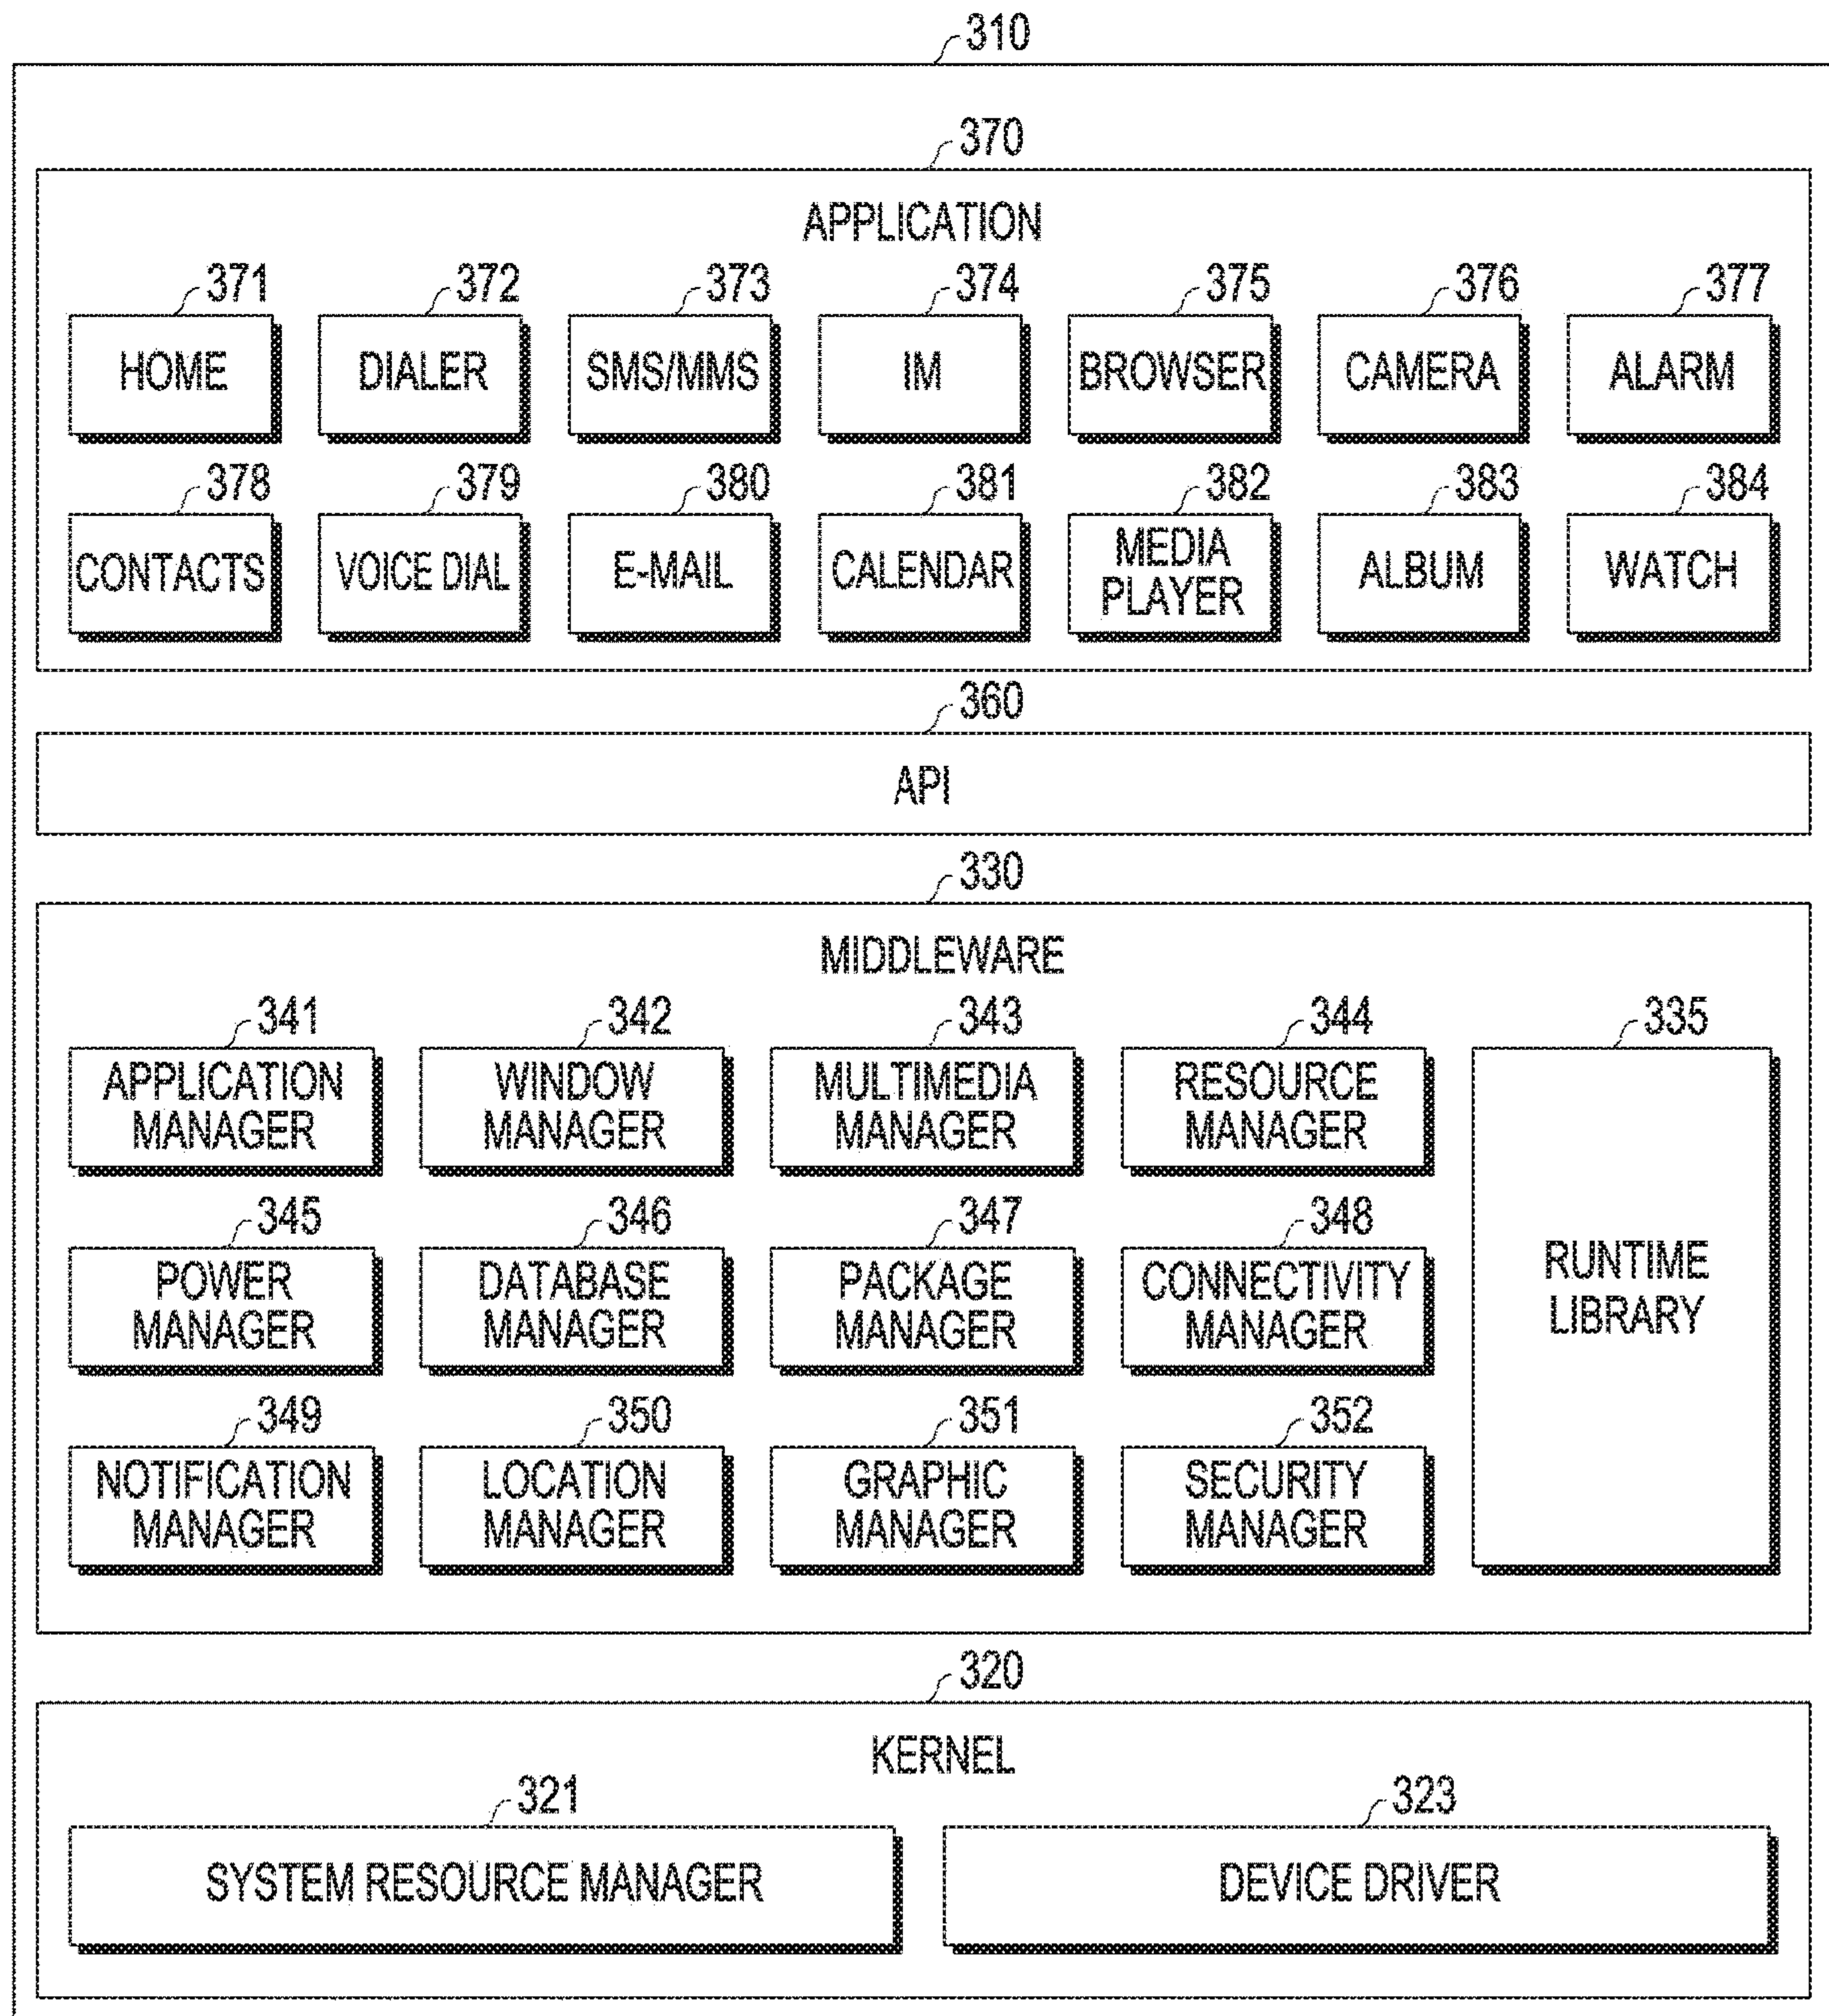 310
370
APPLICATION
371 372 373 374 375 376 377
HOME DIALER SMS/MMS IM BROWSER CAMERA ALARM
378 379 380 381 382 383 384
CONTACTS VOICE DIAL E-MAIL CALENDAR MEDIA PLAYER ALBUM WATCH
360
API
330
MIDDLEWARE
341 342 343 344 335
APPLICATION MANAGER WINDOW MANAGER MULTIMEDIA MANAGER RESOURCE MANAGER
345 346 347 348
POWER MANAGER DATABASE MANAGER PACKAGE MANAGER CONNECTIVITY MANAGER
RUNTIME LIBRARY
349 350 351 352
NOTIFICATION MANAGER LOCATION MANAGER GRAPHIC MANAGER SECURITY MANAGER
320
KERNEL
321 323
SYSTEM RESOURCE MANAGER DEVICE DRIVER